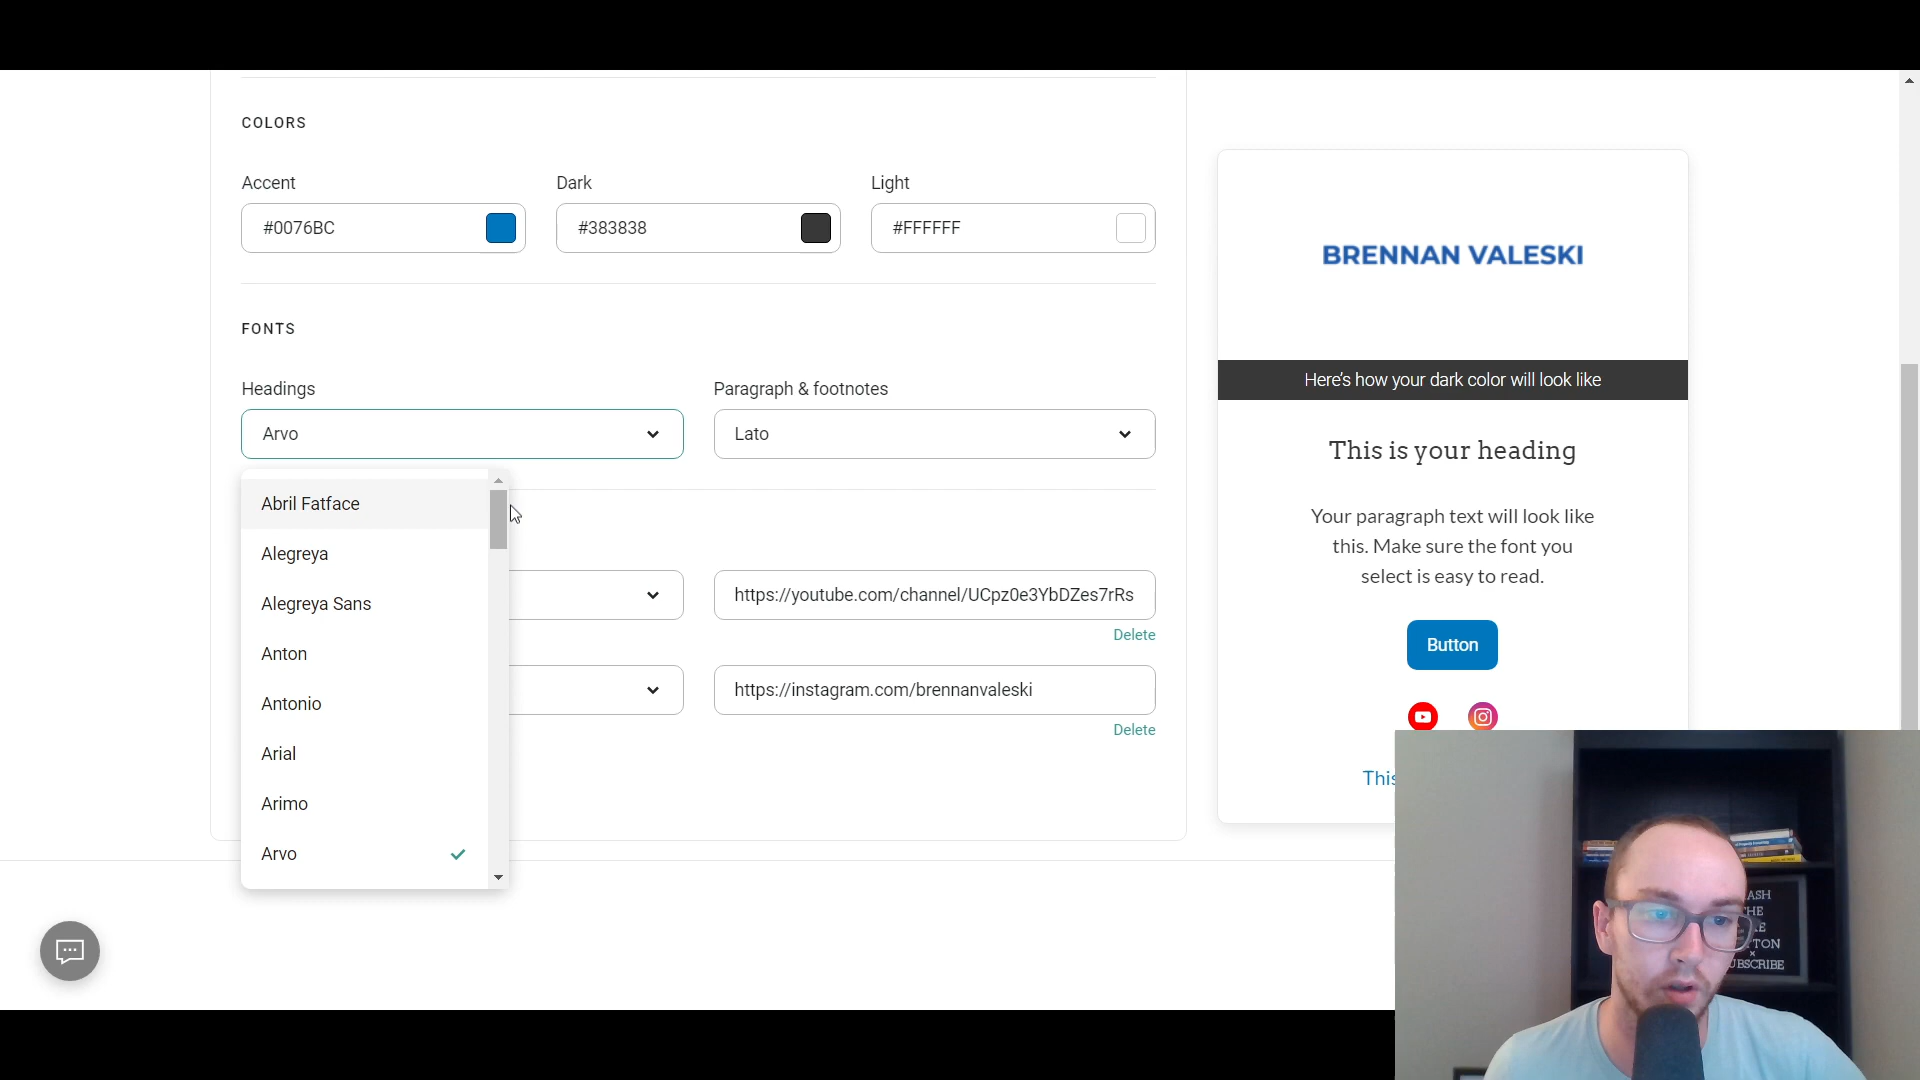 COLORS
Accent
Dark
Light
#0076BC
#383838
#FFFFFF
FONTS
Headings
Paragraph & footnotes
Arvo
Lato
Abril Fatface
Alegreya
Alegreya Sans
Anton
Antonio
Arial
Arimo
Arvo
https://youtube.com/channel/UCpz0e3YbDZes7rRs
Delete
https://instagram.com/brennanvaleski
Delete
BRENNAN VALESKI
Here's how your dark color will look like
This is your heading
Your paragraph text will look like
this. Make sure the font you
select is easy to read.
Button
This